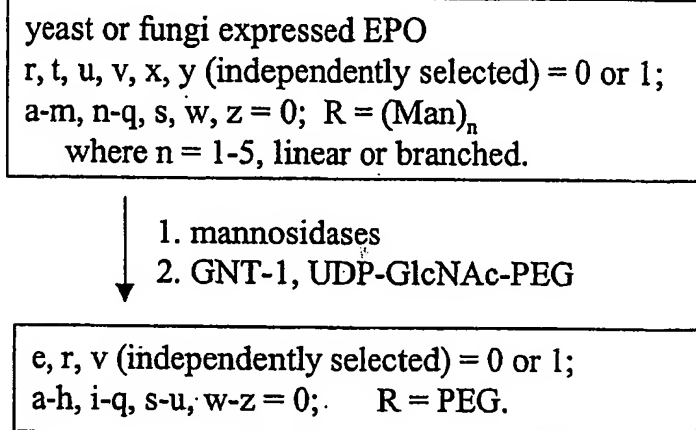 yeast or fungi expressed EPO
r, t, u, v, x, y (independently selected) = 0 or 1;
a-m, n-q, s, w, z = 0; R = (Man)n
where n = 1-5, linear or branched.
1. mannosidases
2. GNT-1, UDP-GlcNAc-PEG
e, r, v (independently selected) = 0 or 1;
a-h, i-q, s-u, w-z = 0; R = PEG.